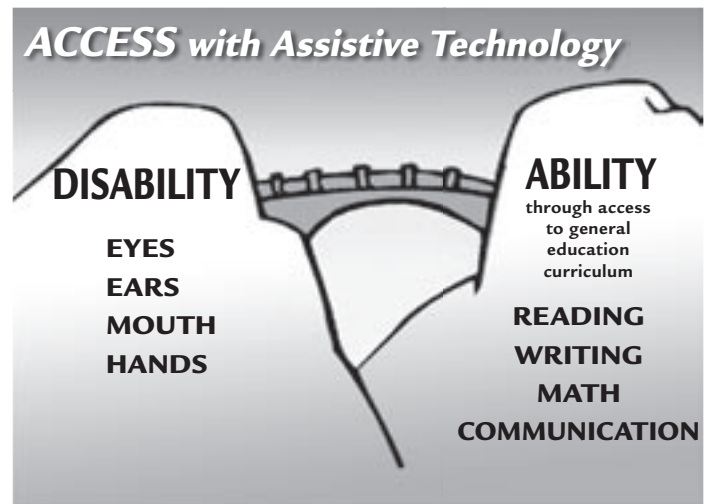 ACCESS with Assistive Technology
DISABILITY
EYES
EARS
MOUTH
HANDS
ABILITY
through access
to general
education
curriculum
READING
WRITING
MATH
COMMUNICATION